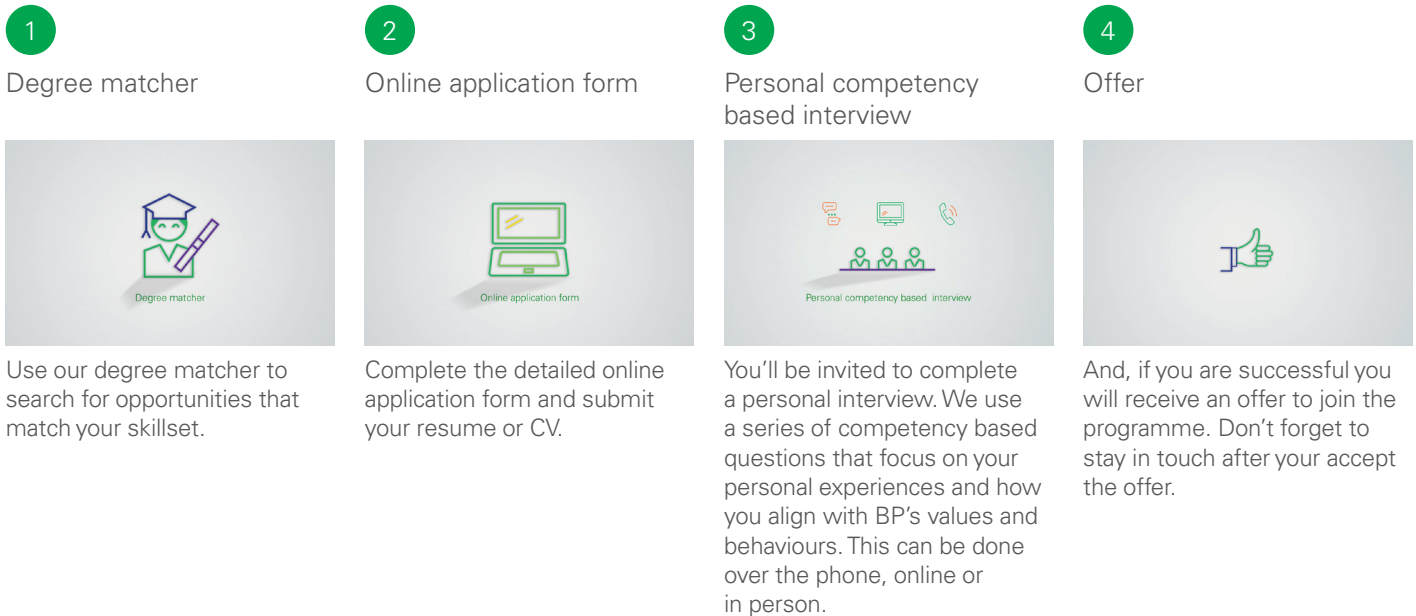 1
Degree matcher
Degree matcher
Use our degree matcher to
search for opportunities that
match your skillset.
2
Online application form
Online application form
Complete the detailed online
application form and submit
your resume or CV.
3
Personal competency
based interview
Personal competency based interview
You'll be invited to complete
a personal interview. We use
a series of competency based
questions that focus on your
personal experiences and how
you align with BP's values and
behaviours. This can be done
over the phone, online or
in person.
4
Offer
And, if you are successful you
will receive an offer to join the
programme. Don't forget to
stay in touch after your accept
the offer.